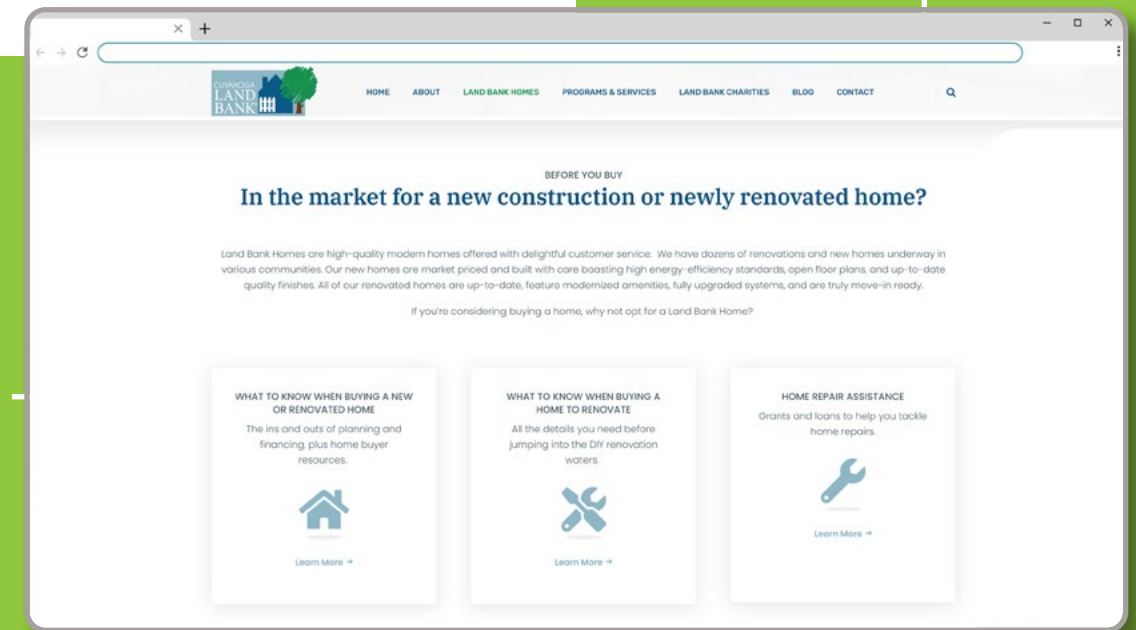 CUYAHOGA
LAND
BANK
HOME ABOUT LAND BANK HOMES PROGRAMS & SERVICES LAND BANK CHARITIES BLOG CONTACT
BEFORE YOU BUY
In the market for a new construction or newly renovated home?
Land Bank Homes are high-quality modern homes offered with delightful customer service. We have dozens of renovations and new homes underway in
various communities. Our new homes are market priced and built with care boasting high energy-efficiency standards, open floor plans, and up-to-date
quality finishes. All of our renovated homes are up-to-date, feature modernized amenities, fully upgraded systems, and are truly move-in ready.
If you're considering buying a home, why not opt for a Land Bank Home?
WHAT TO KNOW WHEN BUYING A NEW
OR RENOVATED HOME
The ins and outs of planning and
financing, plus home buyer
resources.
Learn More →
WHAT TO KNOW WHEN BUYING A
HOME TO RENOVATE
All the details you need before
jumping into the DIY renovation
waters.
Learn More →
HOME REPAIR ASSISTANCE
Grants and loans to help you tackle
home repairs.
Learn More →